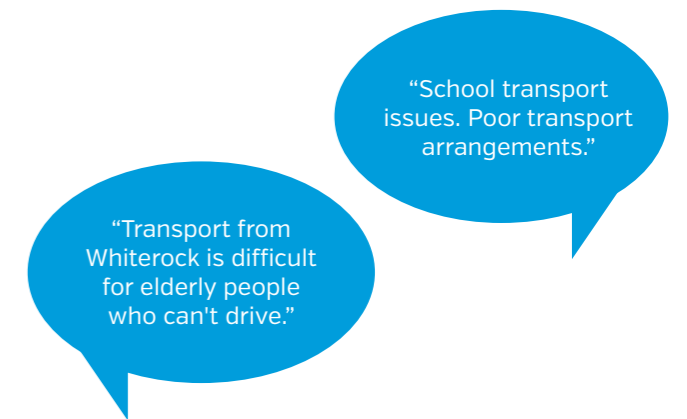 “School transport
issues. Poor transport
arrangements.”
“Transport from
Whiterock is difficult
for elderly people
who can't drive.”